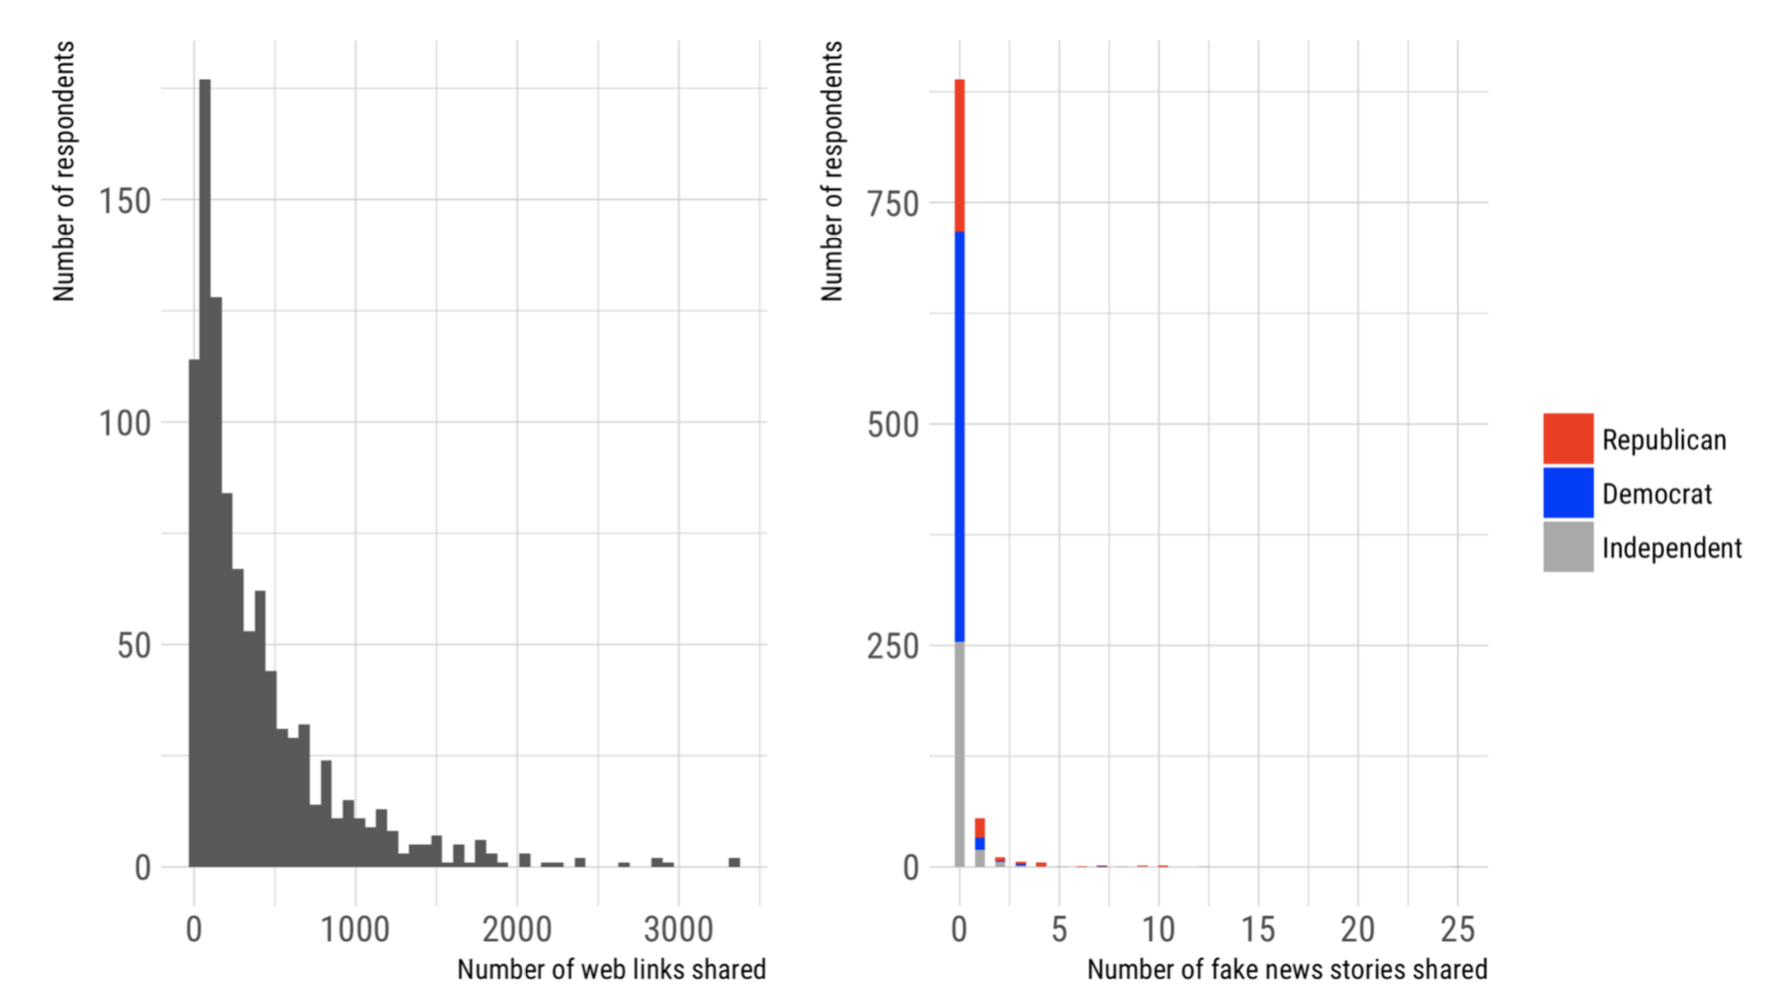 Number of respondents
150
100
50
0
0 1000 2000 3000
Number of web links shared
Number of respondents
750
500
250
0
0 5 10 15 20 25
Number of fake news stories shared
Republican
Democrat
Independent